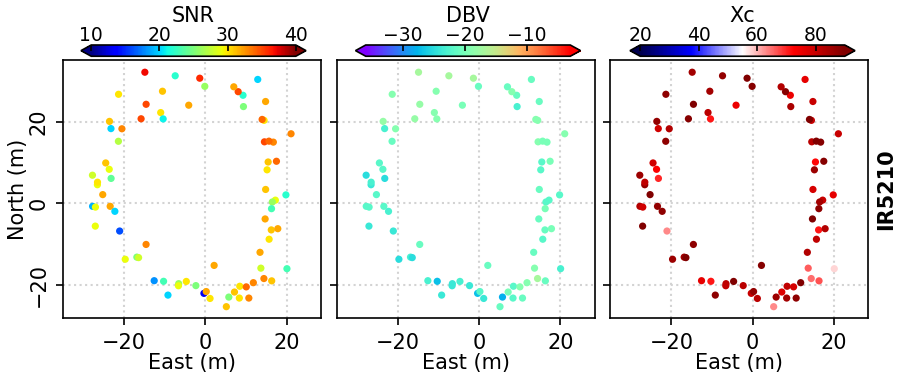 SNR DBV Xc
10 20 30 40 −30 −20 −10 20 40 60 80
20
0
−20
North (m)
IR5210
−20 0 20 −20 0 20 −20 0 20
East (m) East (m) East (m)